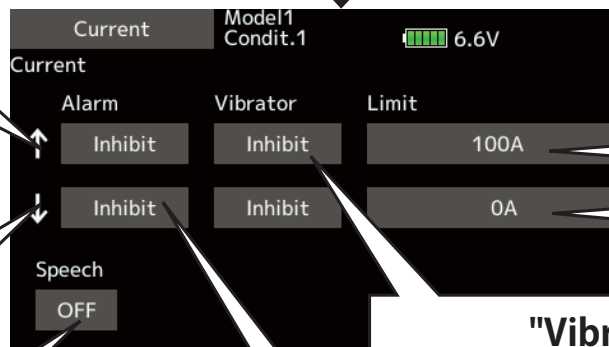 Current Model1
Condit.1 6.6V
Current
Alarm Vibrator Limit
↑ Inhibit Inhibit 100A
↓ Inhibit Inhibit 0A
Speech
OFF
"Vibr